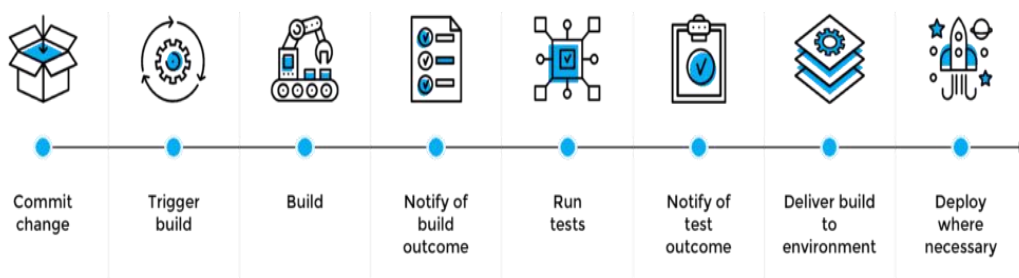 Commit
change
Trigger
build
Build
Notify of
build
outcome
Run
tests
Notify of
test
outcome
Deliver build
to
environment
Deploy
where
necessary